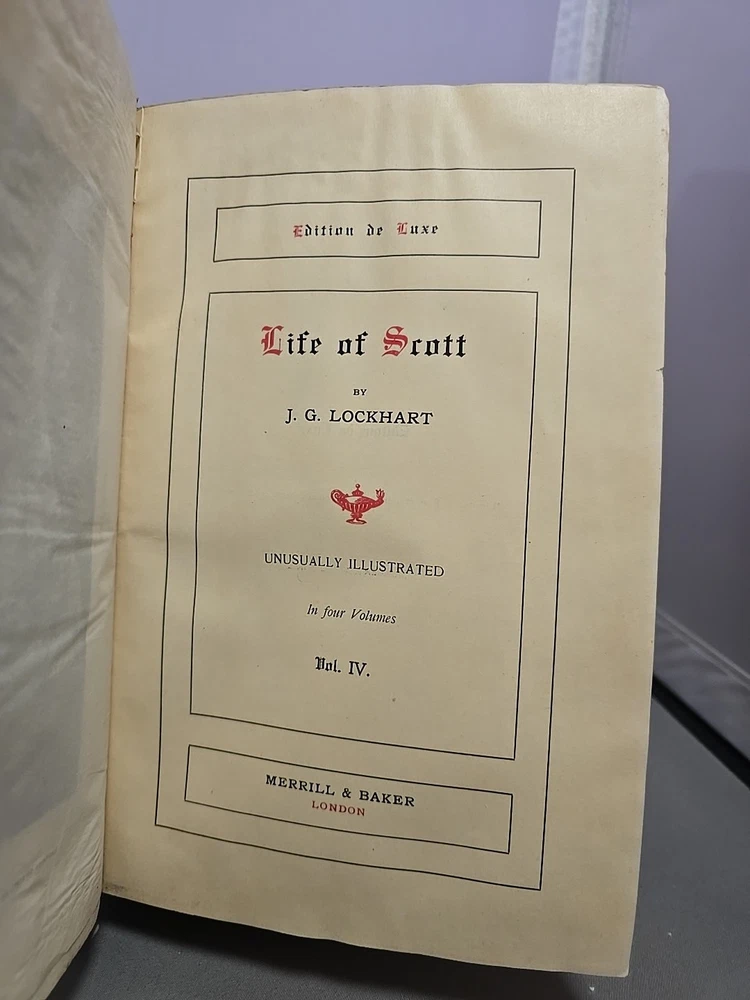 Edition de Luxe
Life of Scott
BY
J. G. LOCKHART
UNUSUALLY ILLUSTRATED
In four Volumes
Vol. IV.
MERRILL & BAKER
LONDON